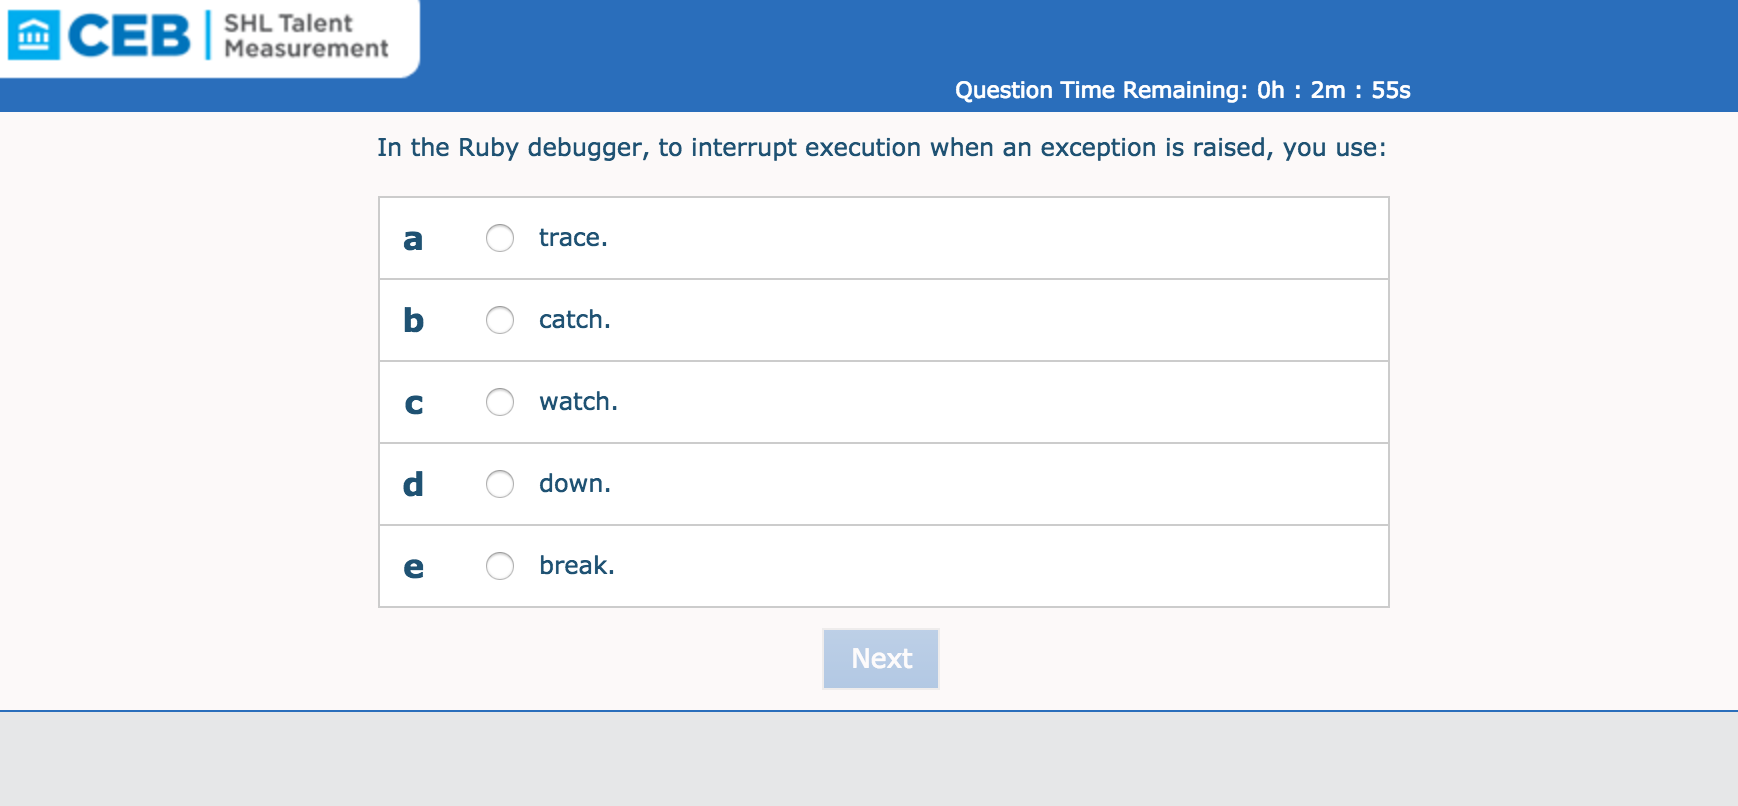 CEB
SHL Talent
Measurement
Question Time Remaining: 0h : 2m : 55s
In the Ruby debugger, to interrupt execution when an exception is raised, you use:
a trace.
b catch.
c watch.
d down.
e break.
Next